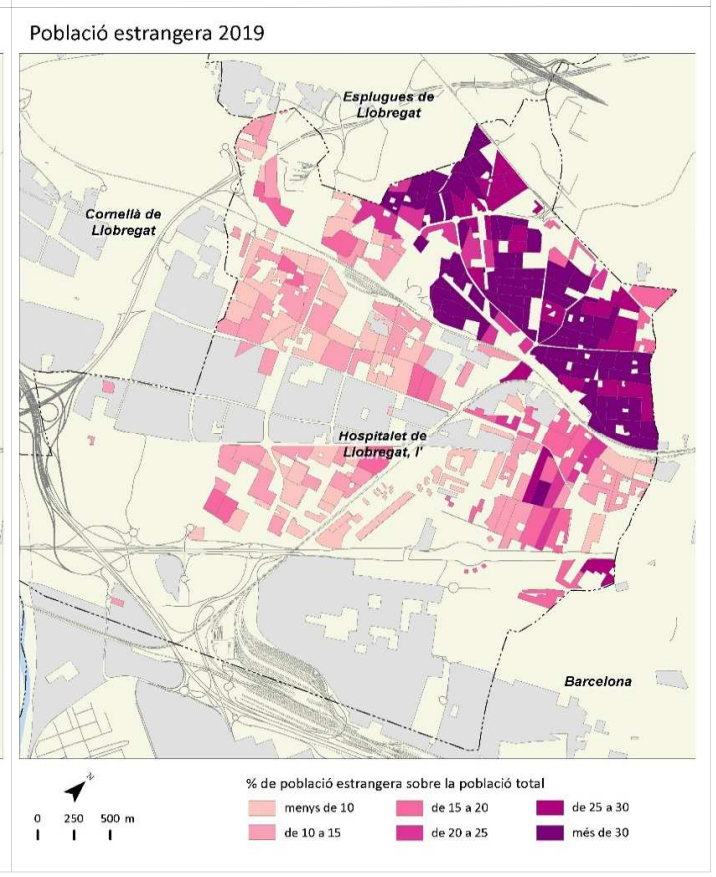 Població estrangera 2019
Esplugues de
Llobregat
Cornellà de
Llobregat
Hospitalet de
Llobregat, l'
Barcelona
N
0 250 500 m
% de població estrangera sobre la població total
menys de 10
de 10 a 15
de 15 a 20
de 20 a 25
de 25 a 30
més de 30